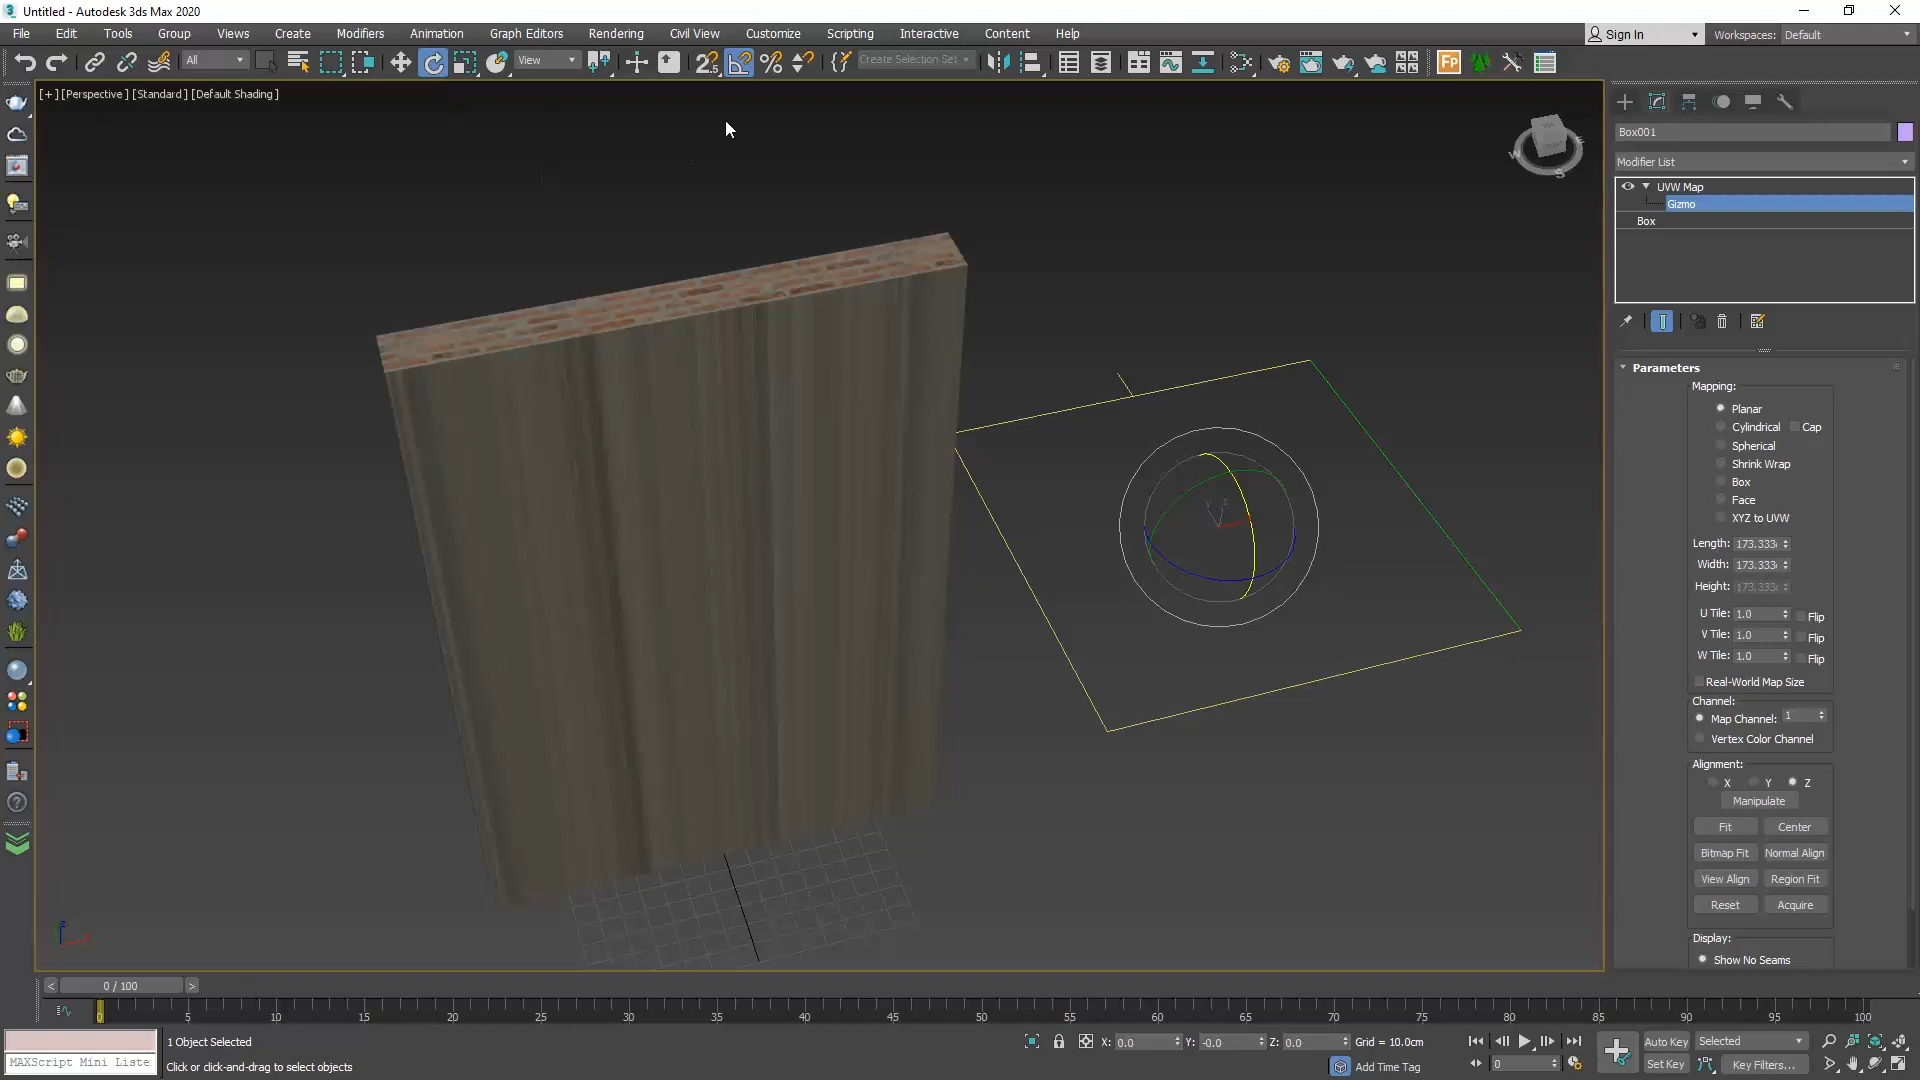 Untitled - Autodesk 3ds Max 2020
File Edit Tools Group Views Create Modifiers Animation Graph Editors Rendering Civil View Customize Scripting Interactive Content Help
Sign In Workspaces: Default
All View Create Selection Set
[+] [Perspective ] [Standard ] [Default Shading ]
Box001
Modifier List
UVW Map
Gizmo
Box
Parameters
Mapping:
Planar
Cylindrical Cap
Spherical
Shrink Wrap
Box
Face
XYZ to UVW
Length:
Width:
Height:
U Tile: 1.0 Flip
V Tile: 1.0 Flip
W Tile: 1.0 Flip
Real-World Map Size
Channel:
Map Channel: 1
Vertex Color Channel
Alignment:
X Y Z
Manipulate
Fit Center
Bitmap Fit Normal Align
View Align Region Fit
Reset Acquire
Display:
Show No Seams
< 0 / 100 >
0 5 10 15 20 25 30 35 40 45 50 55 60 65 70 75 80 85 90 95 100
1 Object Selected
X: 0.0 Y: -0.0 Z: 0.0 Grid = 10.0cm
Auto Key Selected
MAXScript Mini Liste
Click or click-and-drag to select objects
Add Time Tag
0
Set Key Key Filters...